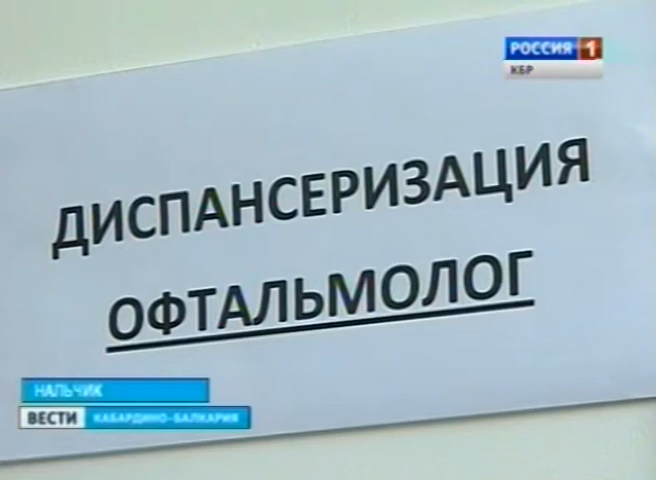 РОССИЯ 1
КБР
ДИСПАНСЕРИЗАЦИЯ
ОФТАЛЬМОЛОГ
НАЛЬЧИК
ВЕСТИ КАБАРДИНО-БАЛКАРИЯ